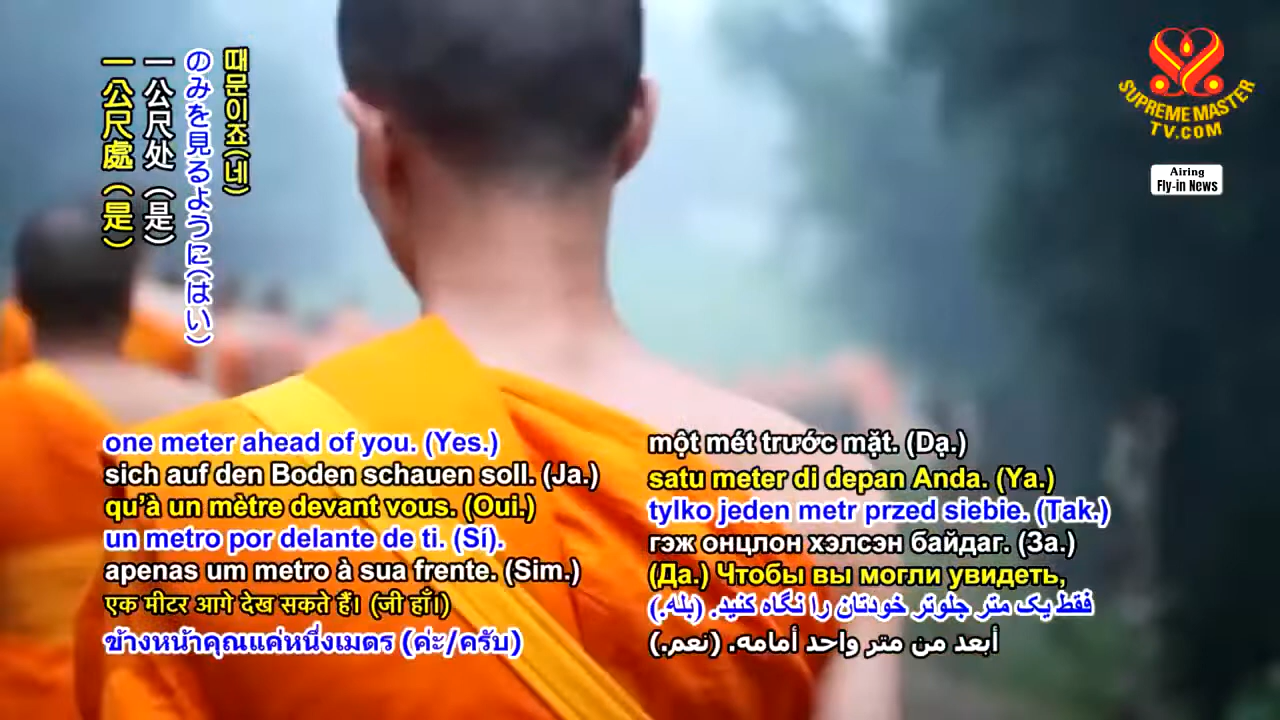 때문이죠(네)
のみを見るように(はい)
一公尺处（是）
一公尺處（是）
SUPREME MASTER
TV.COM
Airing
Fly-in News
one meter ahead of you. (Yes.)
sich auf den Boden schauen soll. (Ja.)
qu’à un mètre devant vous. (Oui.)
un metro por delante de ti. (Sí).
apenas um metro à sua frente. (Sim.)
एक मीटर आगे देख सकते हैं। (जी हाँ।)
ข้างหน้าคุณแค่หนึ่งเมตร (ค่ะ/ครับ)
một mét trước mặt. (Dạ.)
satu meter di depan Anda. (Ya.)
tylko jeden metr przed siebie. (Tak.)
гэж онцлон хэлсэн байдаг. (За.)
(Да.) Чтобы вы могли увидеть,
فقط یک متر جلوتر خودتان را نگاه کنید. (بله.)
أبعد من متر واحد أمامه. (نعم.)